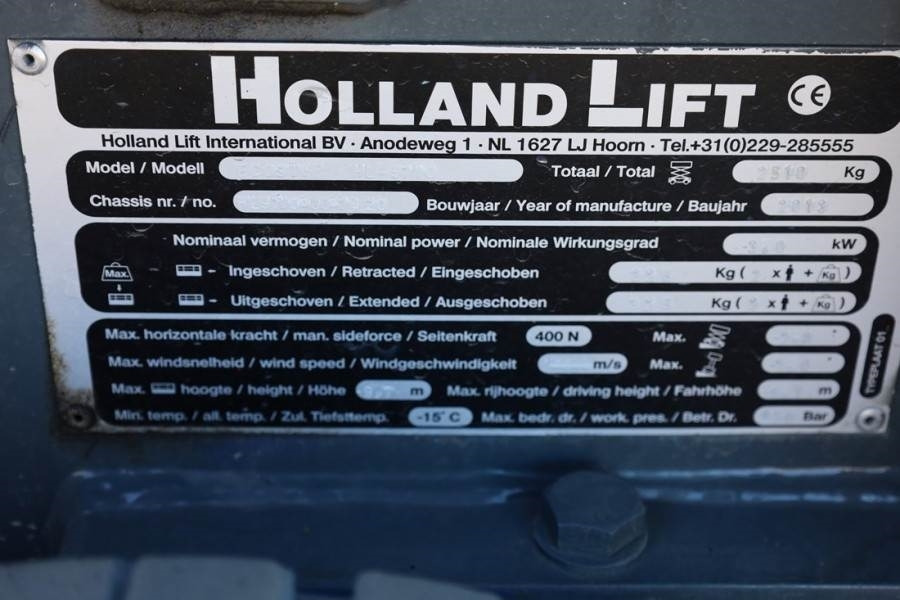 HOLLAND LIFT CE
Holland Lift International BV · Anodeweg 1 · NL 1627 LJ Hoorn · Tel.+31(0)229-285555
Model / Modell Totaal / Total Kg
Chassis nr. / no. Bouwjaar / Year of manufacture / Baujahr
Nominaal vermogen / Nominal power / Nominale Wirkungsgrad kW
Max. Ingeschoven / Retracted / Eingeschoben Kg ( x + Kg )
Uitgeschoven / Extended / Ausgeschoben Kg ( x + Kg )
Max. horizontale kracht / man. sideforce / Seitenkraft 400 N Max.
Max. windsnelheid / wind speed / Windgeschwindigkeit m/s Max.
Max. hoogte / height / Höhe m Max. rijhoogte / driving height / Fahrhöhe m
Min. temp. / all. temp. / Zul. Tiefsttemp. -15° C Max. bedr. dr. / work. pres. / Betr. Dr. Bar
TYPEPLAAT 01